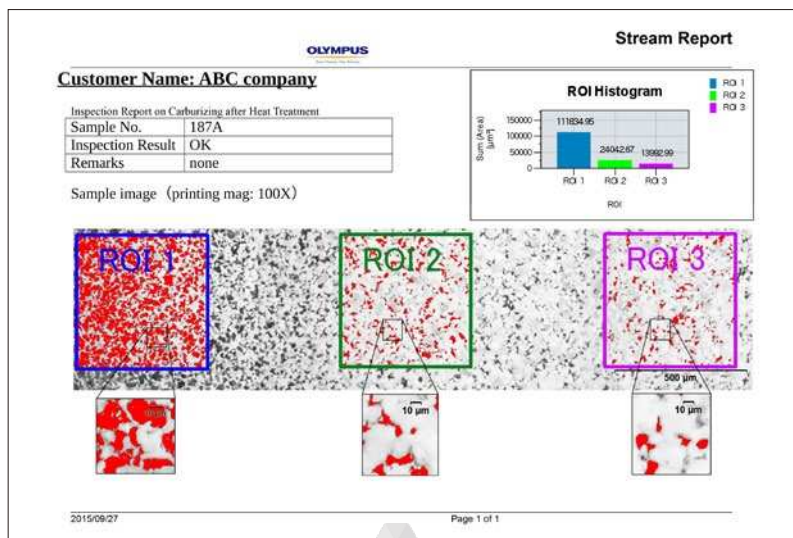 OLYMPUS
Stream Report
Customer Name: ABC company
Inspection Report on Carburizing after Heat Treatment
Sample No. 187A
Inspection Result OK
Remarks none
Sample image (printing mag: 100X)
ROI Histogram
ROI 1
ROI 2
ROI 3
Sum (Area)
[µm²]
150000
100000
50000
0
111834.95
24042.67
13992.99
ROI 1 ROI 2 ROI 3
ROI
ROI 1 ROI 2 ROI 3
500 µm
10 µm 10 µm
2015/09/27 Page 1 of 1